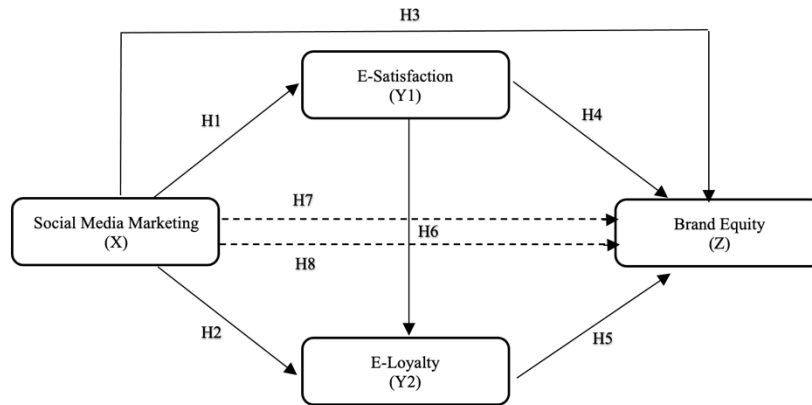 H3
E-Satisfaction
(Y1)
H1
H4
Social Media Marketing
(X)
H7
H6
H8
Brand Equity
(Z)
H2
H5
E-Loyalty
(Y2)